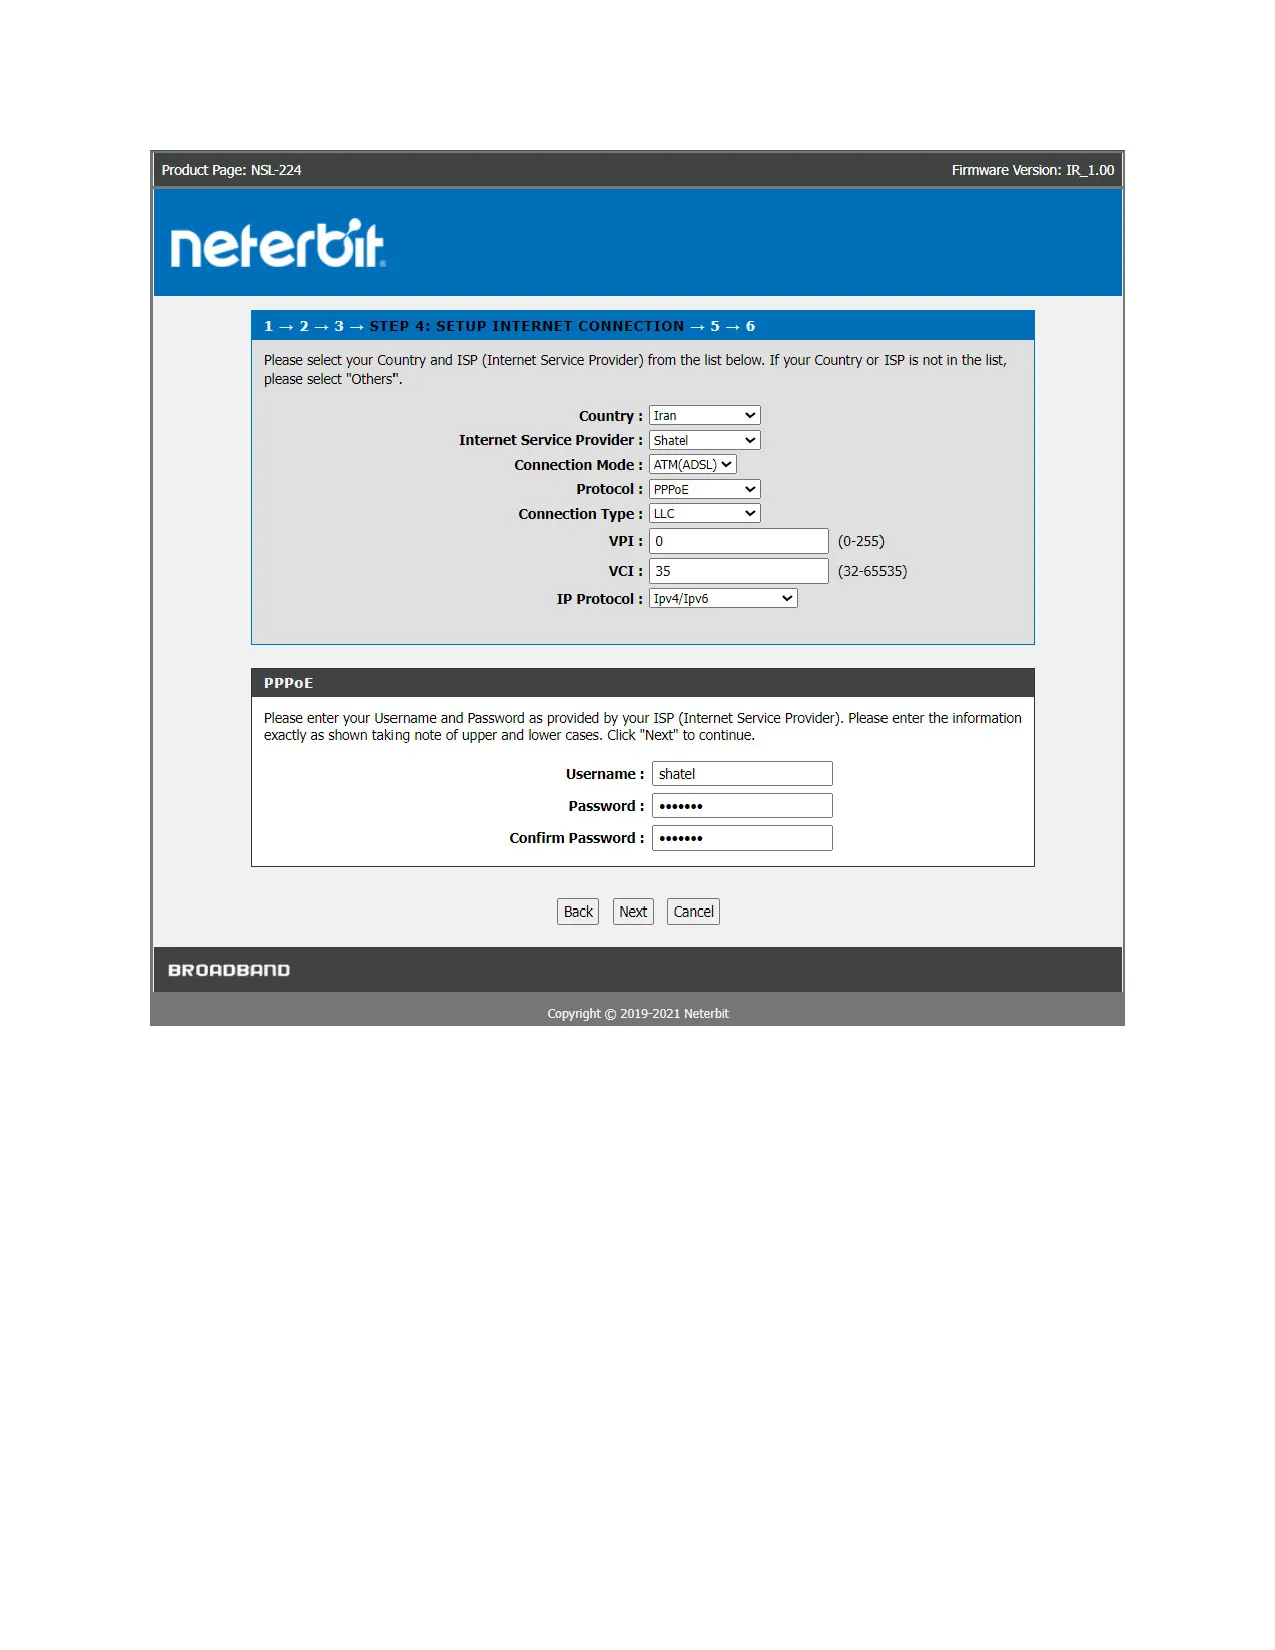 Product Page: NSL-224 Firmware Version: IR_1.00
neterbit®
1 → 2 → 3 → STEP 4: SETUP INTERNET CONNECTION → 5 → 6
Please select your Country and ISP (Internet Service Provider) from the list below. If your Country or ISP is not in the list,
please select "Others".
Country : Iran
Internet Service Provider : Shatel
Connection Mode : ATM(ADSL)
Protocol : PPPoE
Connection Type : LLC
VPI : 0 (0-255)
VCI : 35 (32-65535)
IP Protocol : Ipv4/Ipv6
PPPoE
Please enter your Username and Password as provided by your ISP (Internet Service Provider). Please enter the information
exactly as shown taking note of upper and lower cases. Click "Next" to continue.
Username : shatel
Password : •••••••
Confirm Password : •••••••
Back Next Cancel
BROADBAND
Copyright © 2019-2021 Neterbit